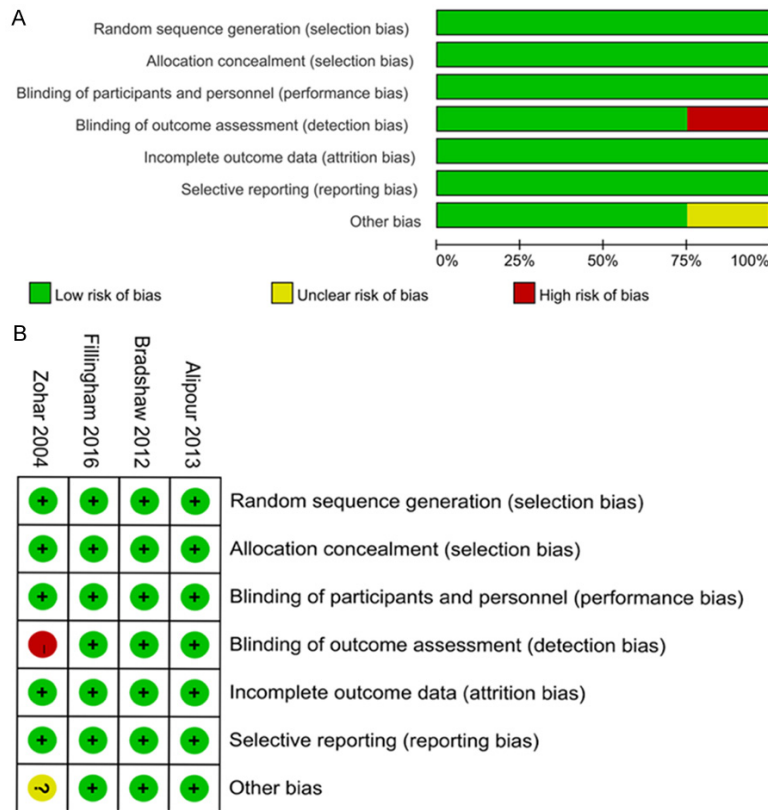 A
Random sequence generation (selection bias)
Allocation concealment (selection bias)
Blinding of participants and personnel (performance bias)
Blinding of outcome assessment (detection bias)
Incomplete outcome data (attrition bias)
Selective reporting (reporting bias)
Other bias
0% 25% 50% 75% 100%
Low risk of bias Unclear risk of bias High risk of bias
B
Zohar 2004
Fillingham 2016
Bradshaw 2012
Alipour 2013
+ + + + Random sequence generation (selection bias)
+ + + + Allocation concealment (selection bias)
+ + + + Blinding of participants and personnel (performance bias)
- + + + Blinding of outcome assessment (detection bias)
+ + + + Incomplete outcome data (attrition bias)
+ + + + Selective reporting (reporting bias)
? + + + Other bias